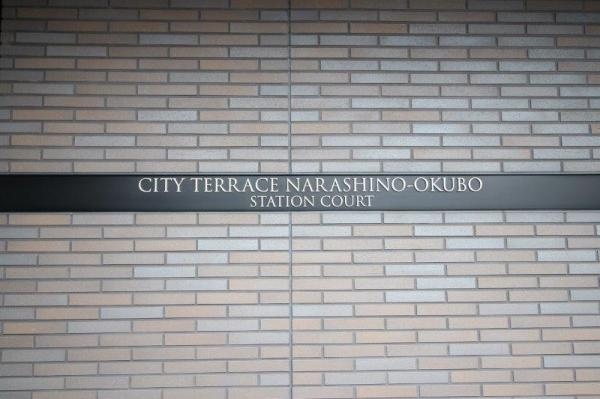 CITY TERRACE NARASHINO-OKUBO
STATION COURT